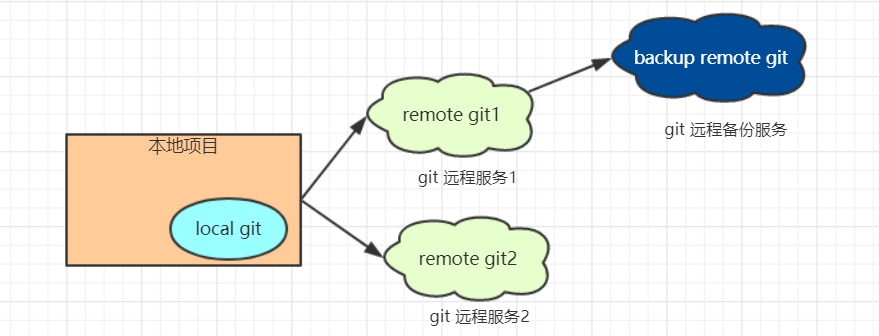 本地项目
local git
remote git1
git 远程服务1
remote git2
git 远程服务2
backup remote git
git 远程备份服务